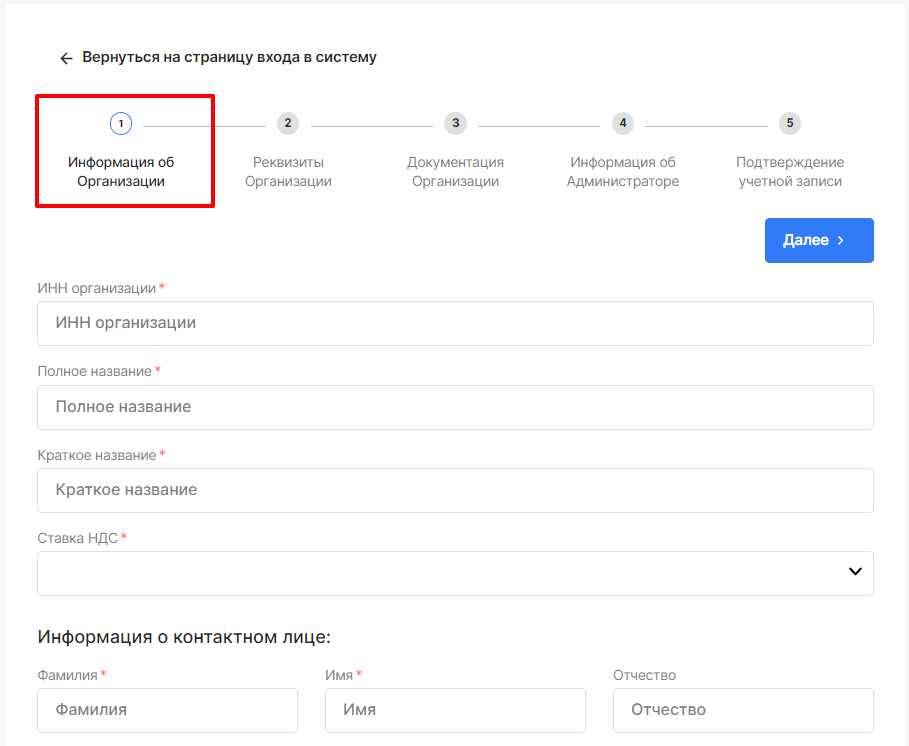 Вернуться на страницу входа в систему
1
2
3
4
5
Информация об
Организации
Реквизиты
Организации
Документация
Организации
Информация об
Администраторе
Подтверждение
учетной записи
Далее
ИНН организации *
ИНН организации
Полное название *
Полное название
Краткое название *
Краткое название
Ставка НДС *
Информация о контактном лице:
Фамилия *
Имя *
Отчество
Фамилия
Имя
Отчество